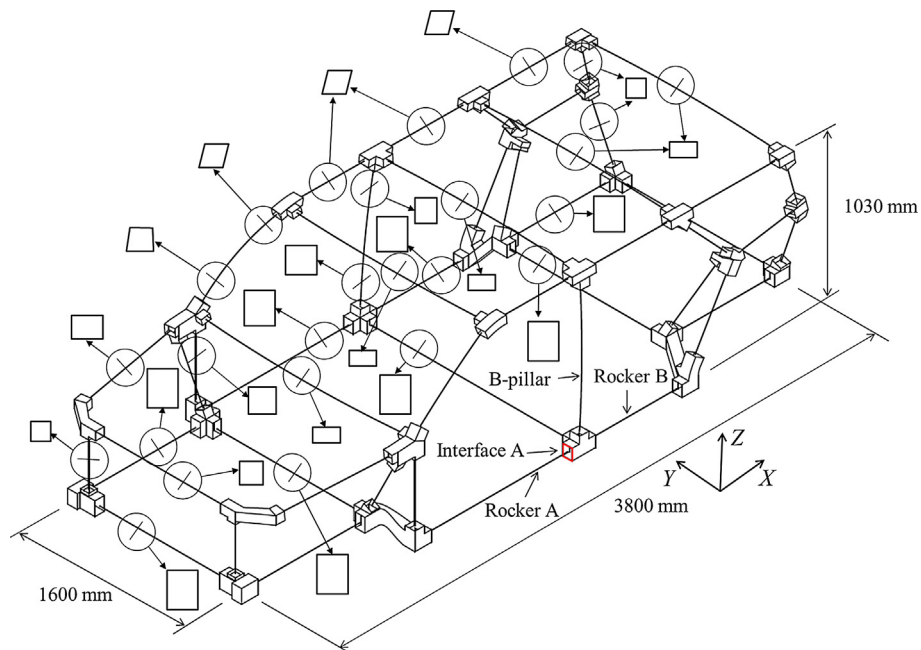 1030 mm
B-pillar
Rocker B
Interface A
Z
Y
X
Rocker A
3800 mm
1600 mm